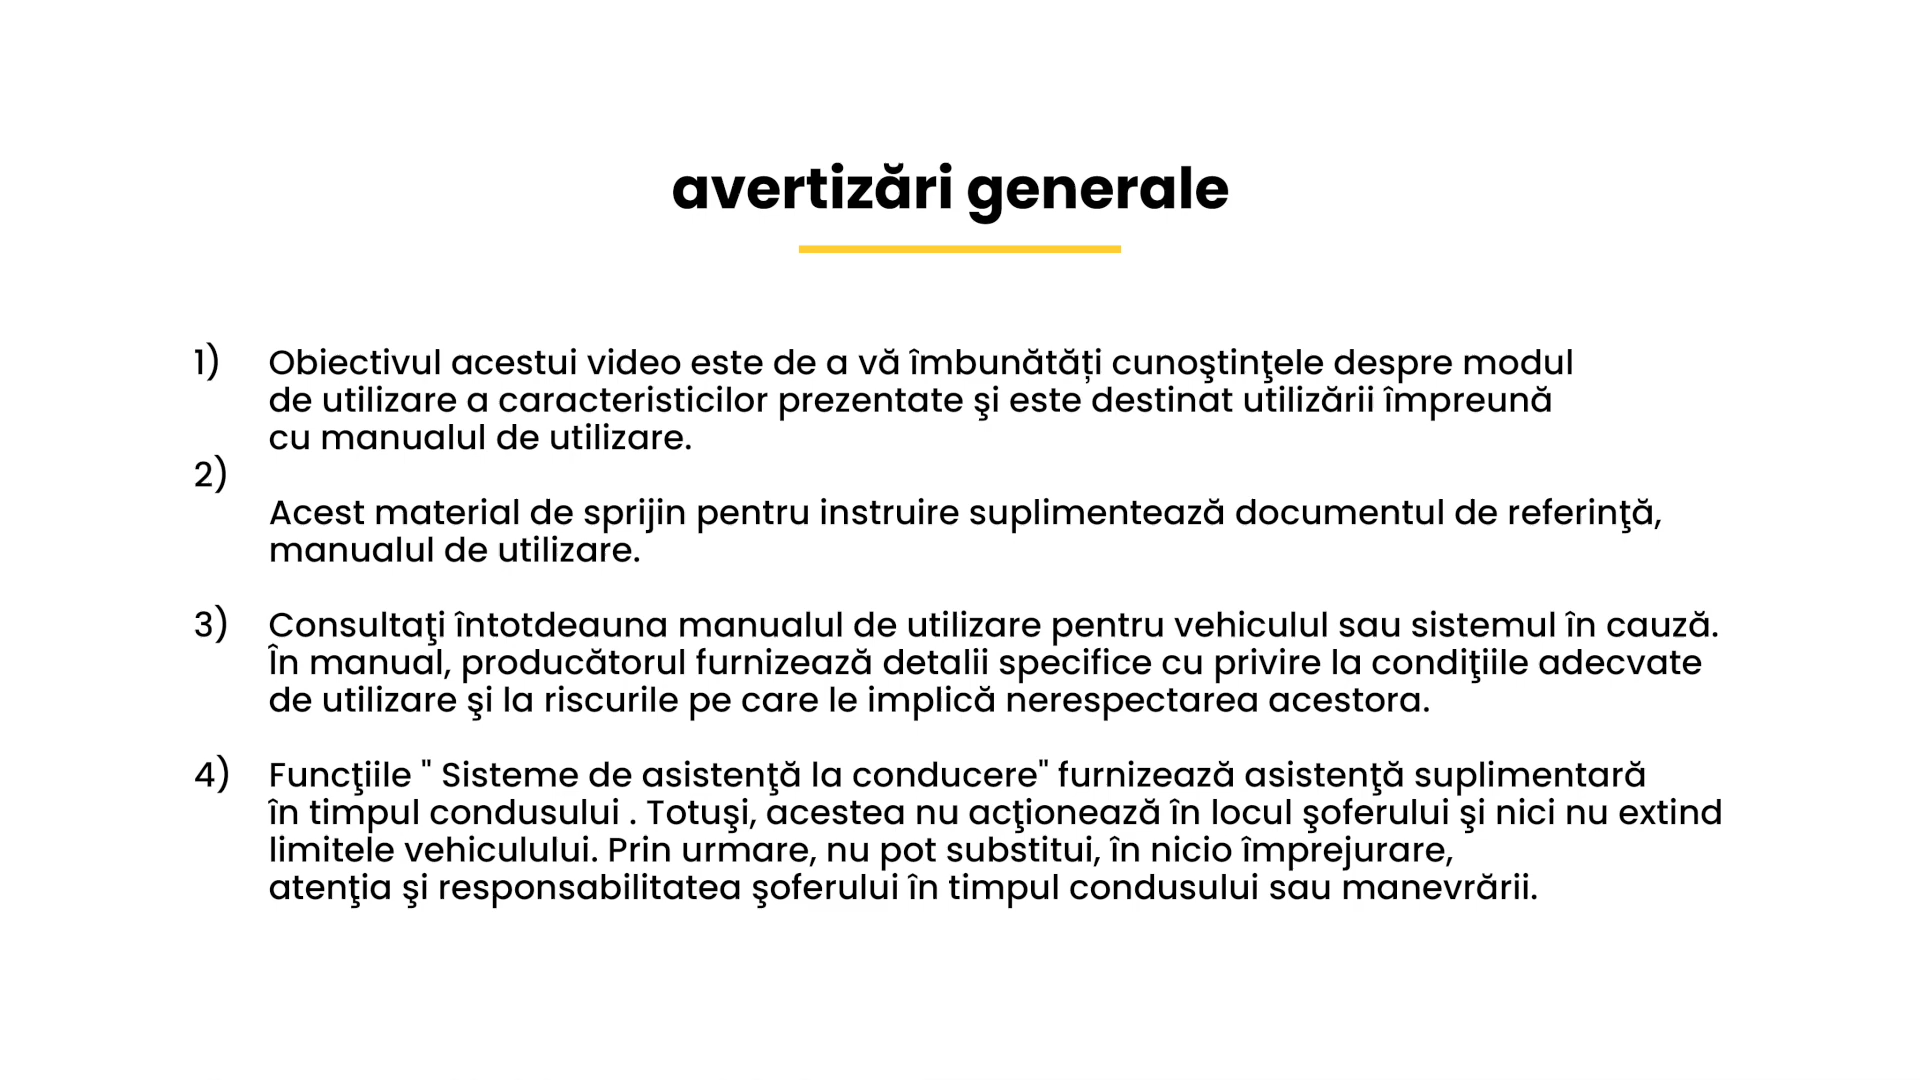 avertizări generale
1) Obiectivul acestui video este de a vă îmbunătăți cunoştinţele despre modul
de utilizare a caracteristicilor prezentate şi este destinat utilizării împreună
cu manualul de utilizare.
2)
Acest material de sprijin pentru instruire suplimentează documentul de referinţă,
manualul de utilizare.
3) Consultaţi întotdeauna manualul de utilizare pentru vehiculul sau sistemul în cauză.
În manual, producătorul furnizează detalii specifice cu privire la condiţiile adecvate
de utilizare şi la riscurile pe care le implică nerespectarea acestora.
4) Funcţiile " Sisteme de asistenţă la conducere" furnizează asistenţă suplimentară
în timpul condusului . Totuşi, acestea nu acţionează în locul şoferului şi nici nu extind
limitele vehiculului. Prin urmare, nu pot substitui, în nicio împrejurare,
atenţia şi responsabilitatea şoferului în timpul condusului sau manevrării.